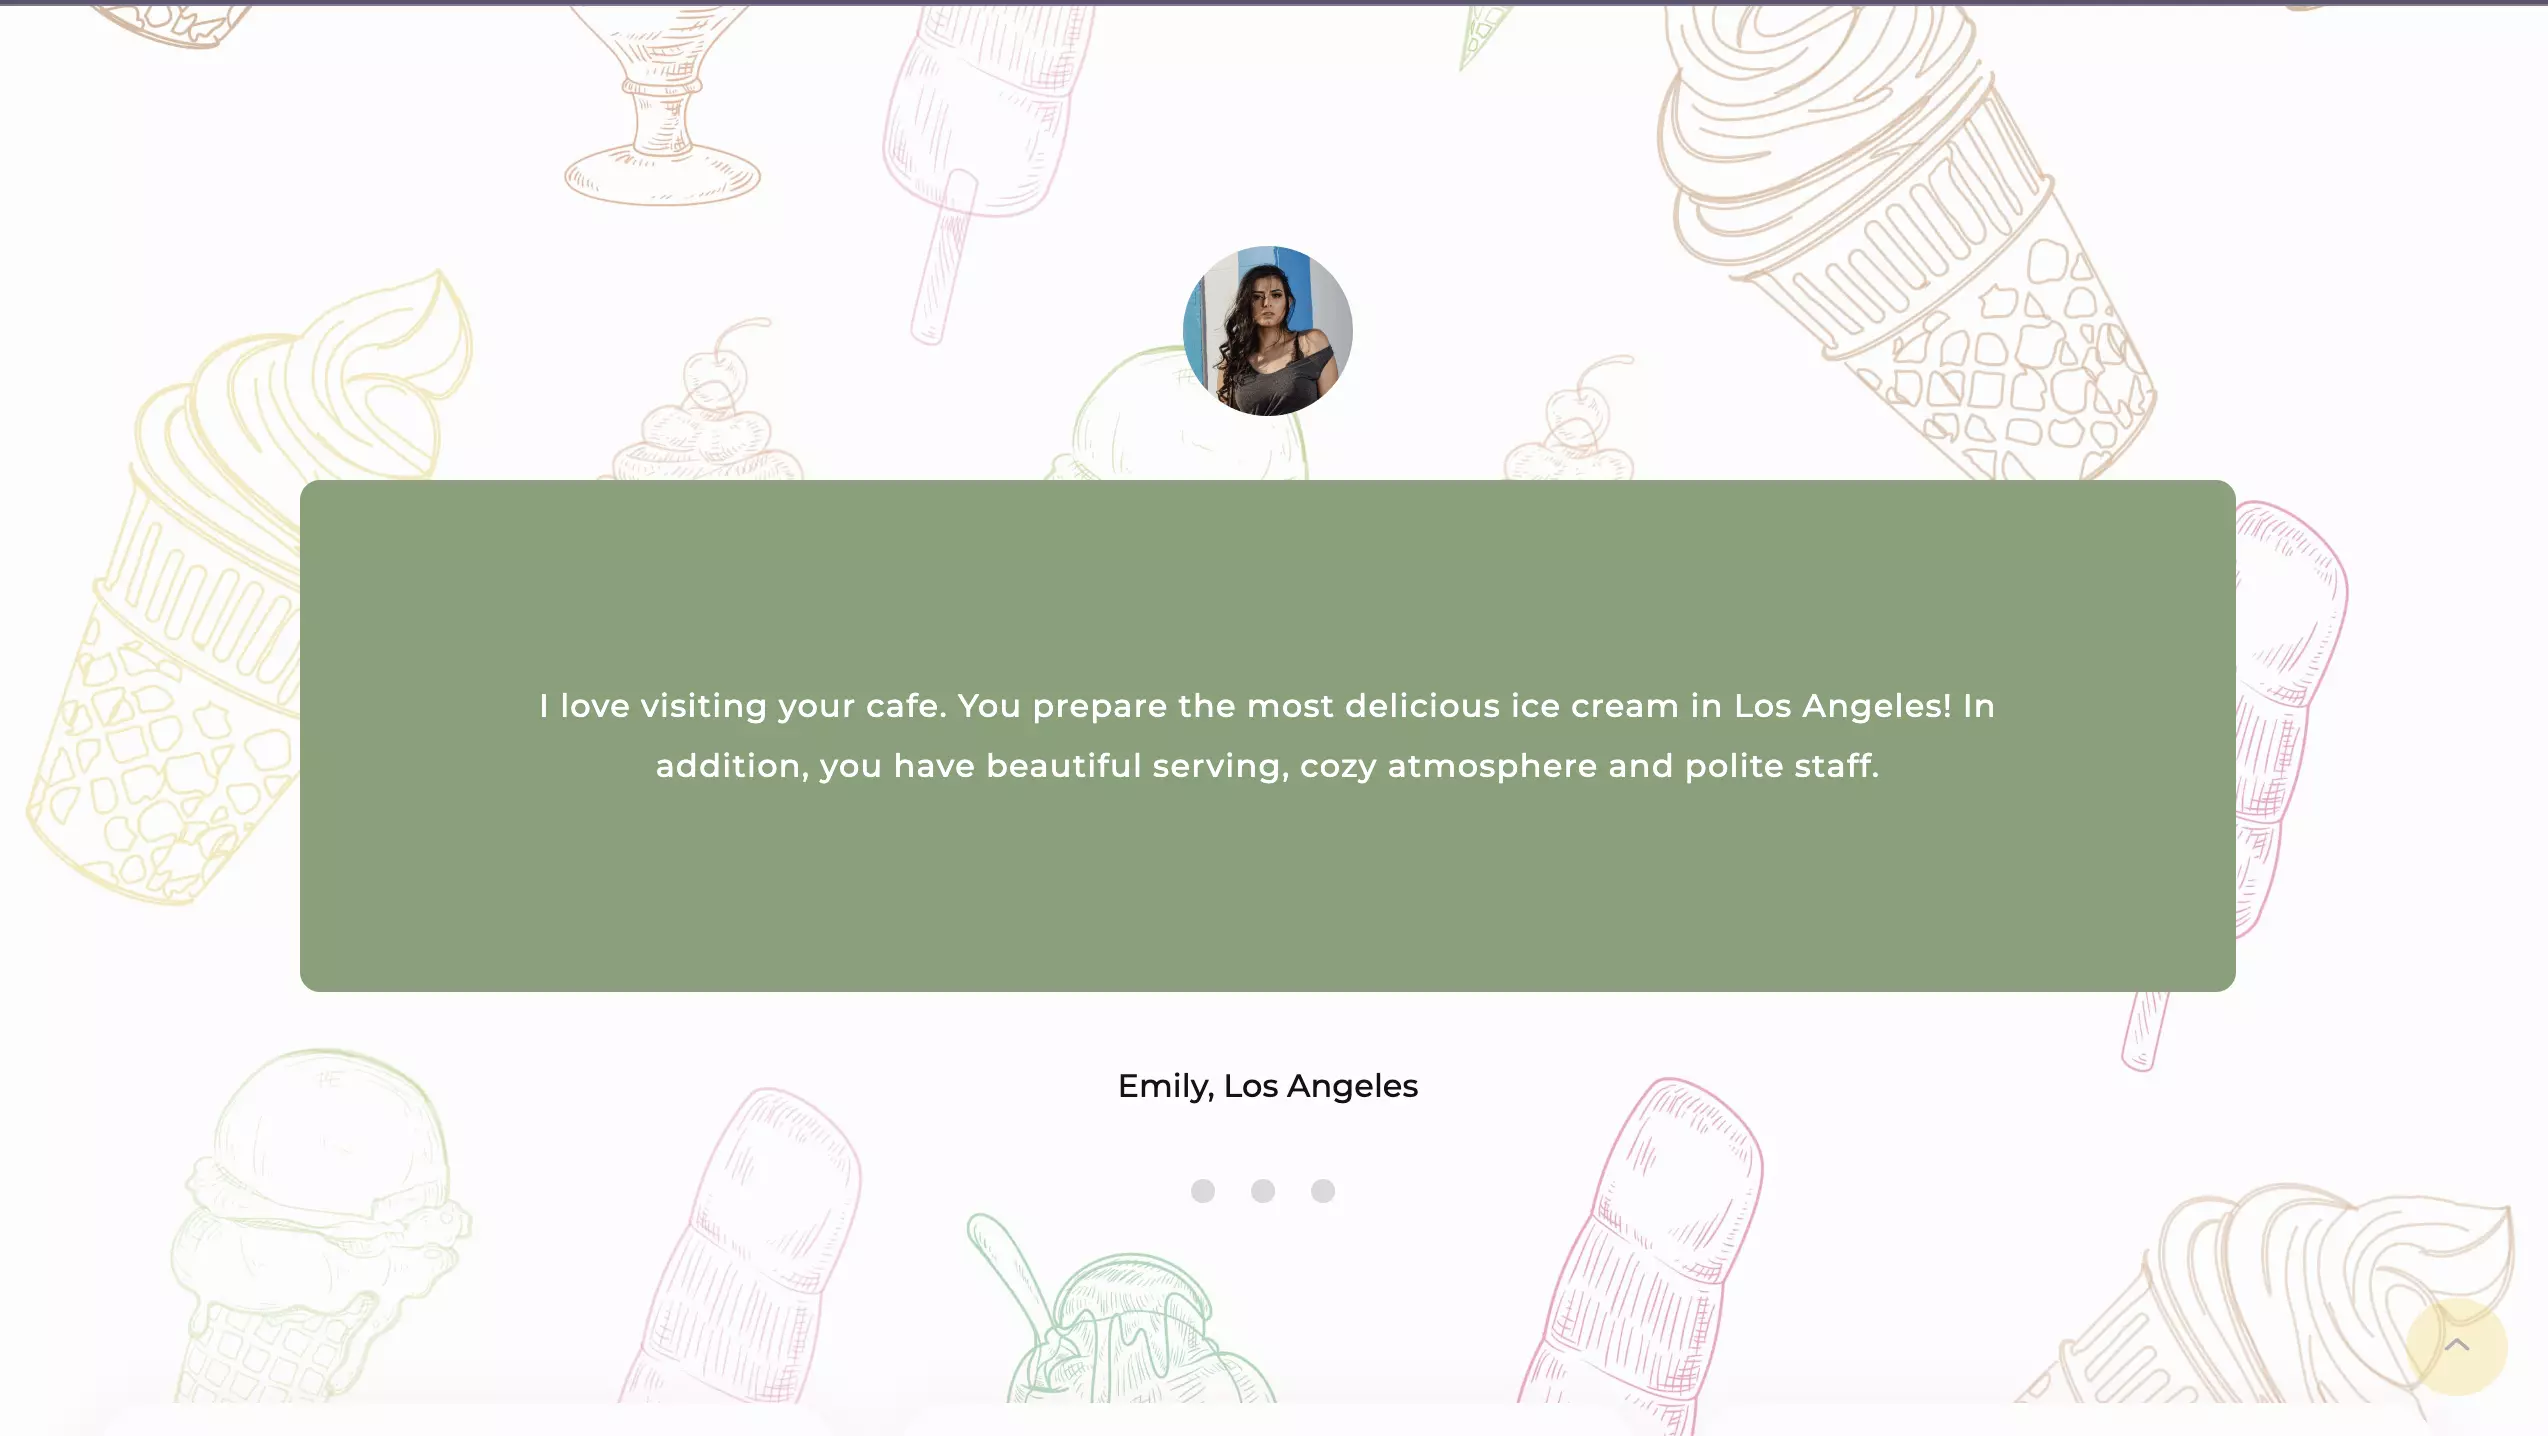 I love visiting your cafe. You prepare the most delicious ice cream in Los Angeles! In
addition, you have beautiful serving, cozy atmosphere and polite staff.
Emily, Los Angeles